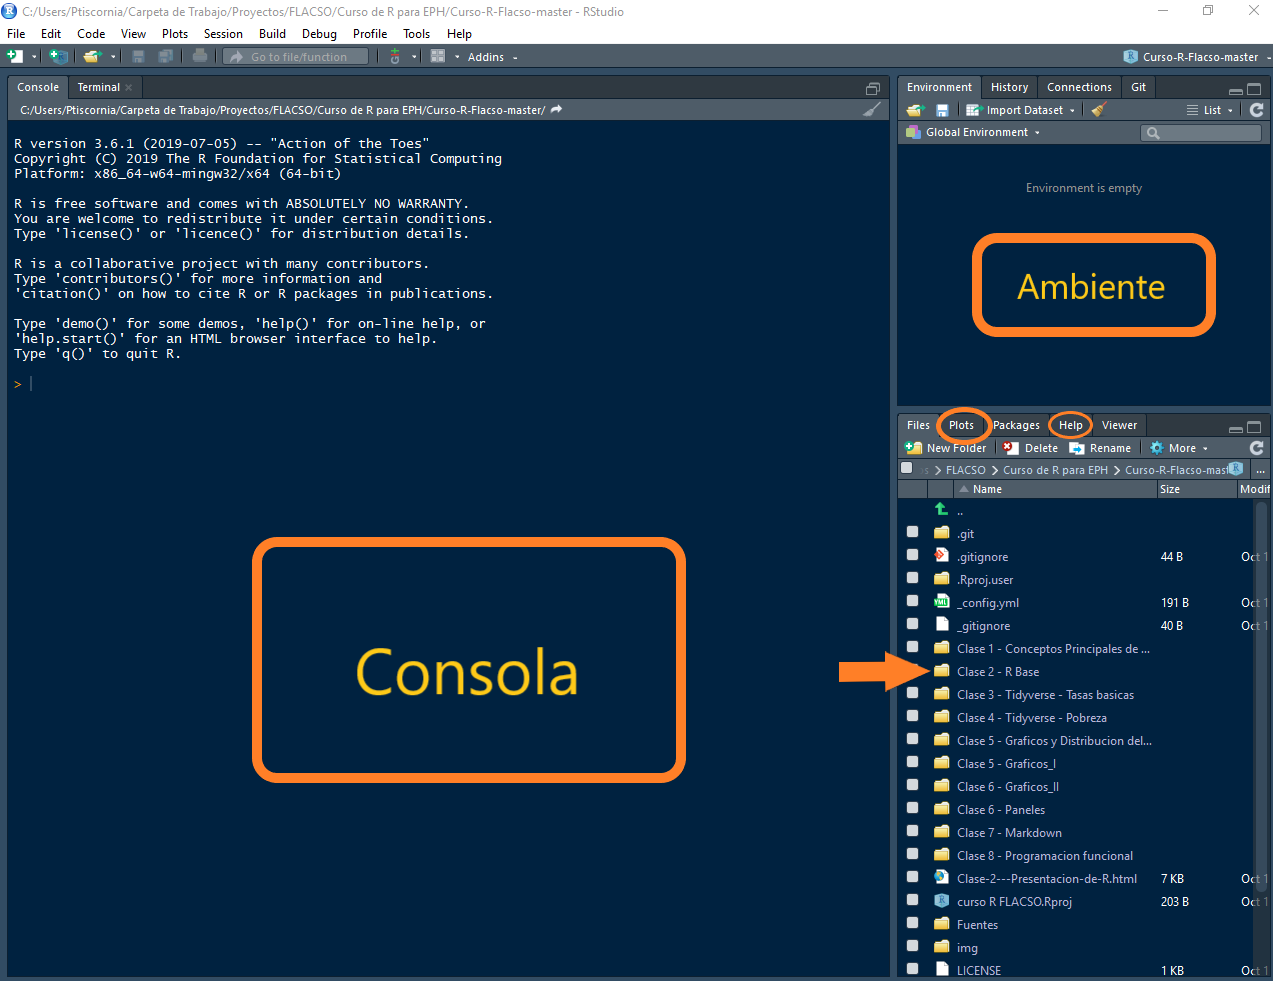 C:/Users/Ptiscornia/Carpeta de Trabajo/Proyectos/FLACSO/Curso de R para EPH/Curso-R-Flacso-master - RStudio
File Edit Code View Plots Session Build Debug Profile Tools Help
Go to file/function Addins Curso-R-Flacso-master
Console Terminal
C:/Users/Ptiscornia/Carpeta de Trabajo/Proyectos/FLACSO/Curso de R para EPH/Curso-R-Flacso-master/
R version 3.6.1 (2019-07-05) -- "Action of the Toes"
Copyright (C) 2019 The R Foundation for Statistical Computing
Platform: x86_64-w64-mingw32/x64 (64-bit)
R is free software and comes with ABSOLUTELY NO WARRANTY.
You are welcome to redistribute it under certain conditions.
Type 'license()' or 'licence()' for distribution details.
R is a collaborative project with many contributors.
Type 'contributors()' for more information and
'citation()' on how to cite R or R packages in publications.
Type 'demo()' for some demos, 'help()' for on-line help, or
'help.start()' for an HTML browser interface to help.
Type 'q()' to quit R.
>
Consola
Environment History Connections Git
Import Dataset List
Global Environment
Environment is empty
Ambiente
Files Plots Packages Help Viewer
New Folder Delete Rename More
FLACSO > Curso de R para EPH > Curso-R-Flacso-mast ...
Name Size Modif
..
.git
.gitignore 44 B Oct 1
.Rproj.user
_config.yml 191 B Oct 1
_gitignore 40 B Oct 1
Clase 1 - Conceptos Principales de ...
Clase 2 - R Base
Clase 3 - Tidyverse - Tasas basicas
Clase 4 - Tidyverse - Pobreza
Clase 5 - Graficos y Distribucion del...
Clase 5 - Graficos_I
Clase 6 - Graficos_II
Clase 6 - Paneles
Clase 7 - Markdown
Clase 8 - Programacion funcional
Clase-2---Presentacion-de-R.html 7 KB Oct 1
curso R FLACSO.Rproj 203 B Oct 1
Fuentes
img
LICENSE 1 KB Oct 1